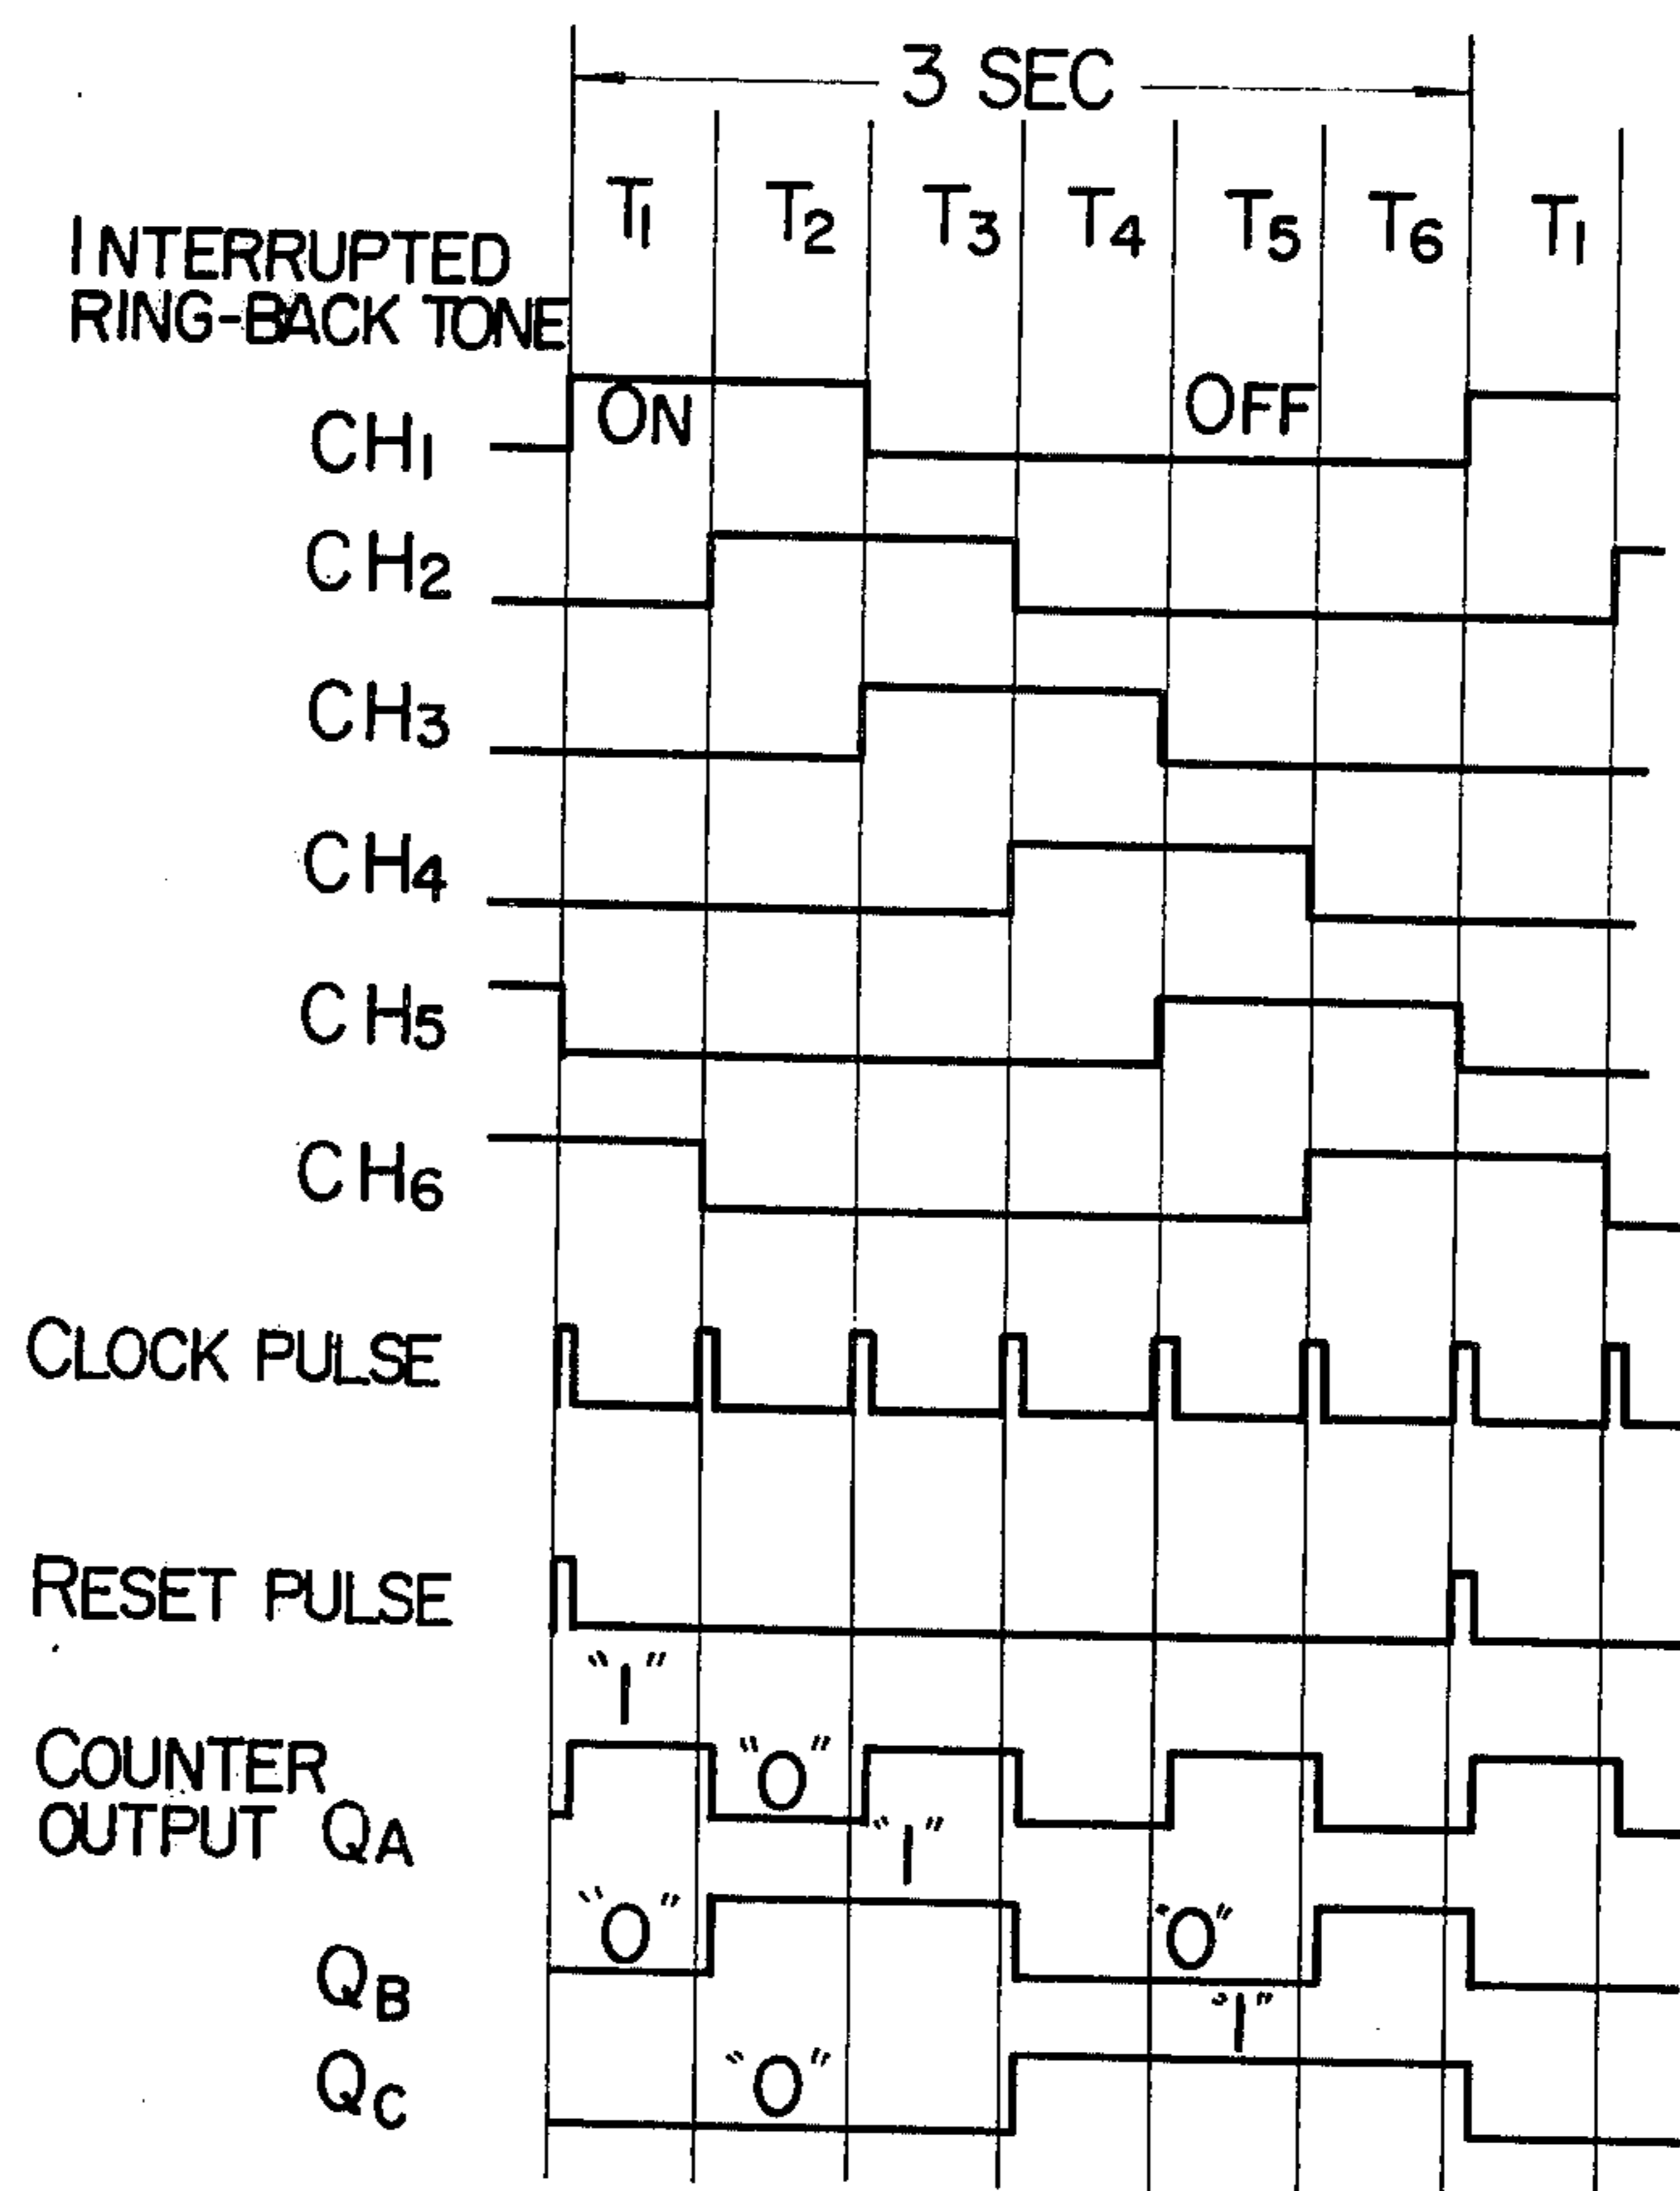 3 SEC
T1 T2 T3 T4 T5 T6 T1
INTERRUPTED
RING-BACK TONE
ON OFF
CH1
CH2
CH3
CH4
CH5
CH6
CLOCK PULSE
RESET PULSE
"1"
COUNTER
OUTPUT QA
"0"
"1"
QB
"0"
"0"
"1"
QC
"0"